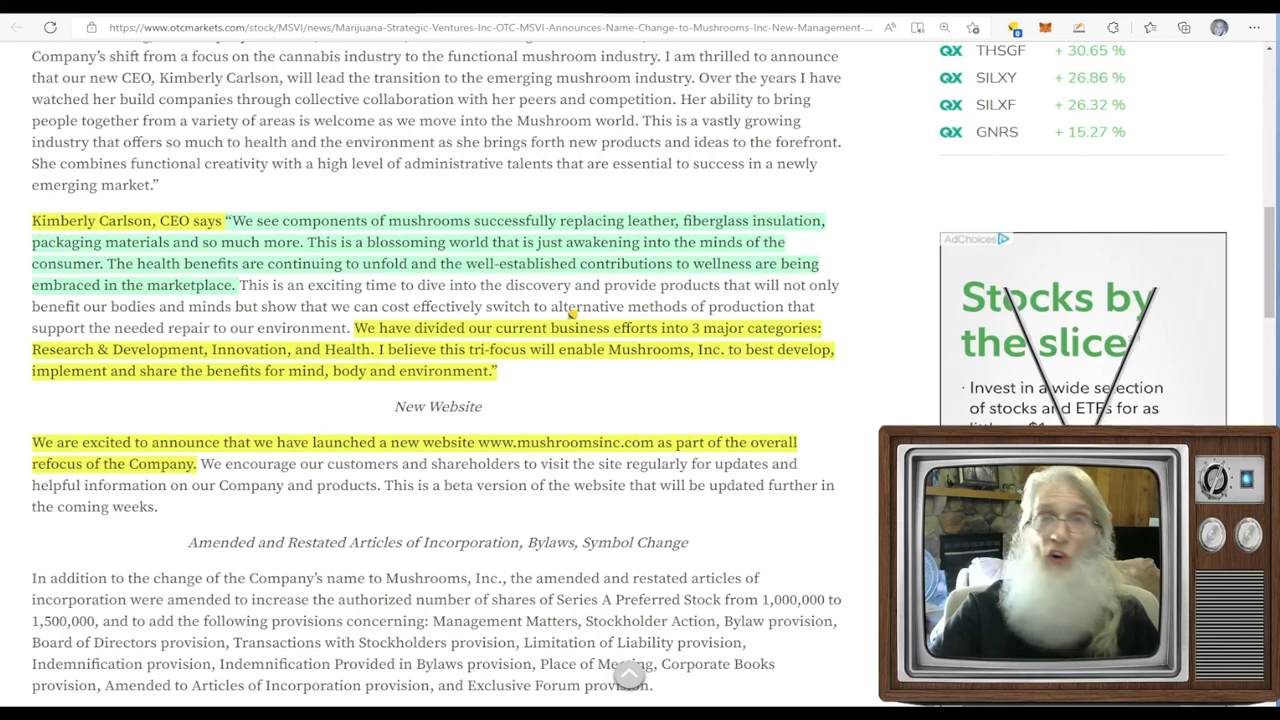 www.otcmarkets.com/stock/MSVI/news/Marijuana-Strategic-Ventures-Inc-OTC-MSVI-Announces-Name-Change-to-Mushrooms-Inc-New-Management-...
Company’s shift from a focus on the cannabis industry to the functional mushroom industry. I am thrilled to announce
that our new CEO, Kimberly Carlson, will lead the transition to the emerging mushroom industry. Over the years I have
watched her build companies through collective collaboration with her peers and competition. Her ability to bring
people together from a variety of areas is welcome as we move into the Mushroom world. This is a vastly growing
industry that offers so much to health and the environment as she brings forth new products and ideas to the forefront.
She combines functional creativity with a high level of administrative talents that are essential to success in a newly
emerging market.”
Kimberly Carlson, CEO says “We see components of mushrooms successfully replacing leather, fiberglass insulation,
packaging materials and so much more. This is a blossoming world that is just awakening into the minds of the
consumer. The health benefits are continuing to unfold and the well-established contributions to wellness are being
embraced in the marketplace. This is an exciting time to dive into the discovery and provide products that will not only
benefit our bodies and minds but show that we can cost effectively switch to alternative methods of production that
support the needed repair to our environment. We have divided our current business efforts into 3 major categories:
Research & Development, Innovation, and Health. I believe this tri-focus will enable Mushrooms, Inc. to best develop,
implement and share the benefits for mind, body and environment.”
New Website
We are excited to announce that we have launched a new website www.mushroomsinc.com as part of the overall
refocus of the Company. We encourage our customers and shareholders to visit the site regularly for updates and
helpful information on our Company and products. This is a beta version of the website that will be updated further in
the coming weeks.
Amended and Restated Articles of Incorporation, Bylaws, Symbol Change
In addition to the change of the Company’s name to Mushrooms, Inc., the amended and restated articles of
incorporation were amended to increase the authorized number of shares of Series A Preferred Stock from 1,000,000 to
1,500,000, and to add the following provisions concerning: Management Matters, Stockholder Action, Bylaw provision,
Board of Directors provision, Transactions with Stockholders provision, Limitation of Liability provision,
Indemnification provision, Indemnification Provided in Bylaws provision, Place of Meeting, Corporate Books
provision, Amended to Articles of Incorporation provision, and Exclusive Forum provision.
QX THSGF + 30.65 %
QX SILXY + 26.86 %
QX SILXF + 26.32 %
QX GNRS + 15.27 %
AdChoices
Stocks by
the slice
· Invest in a wide selection
of stocks and ETFs for as